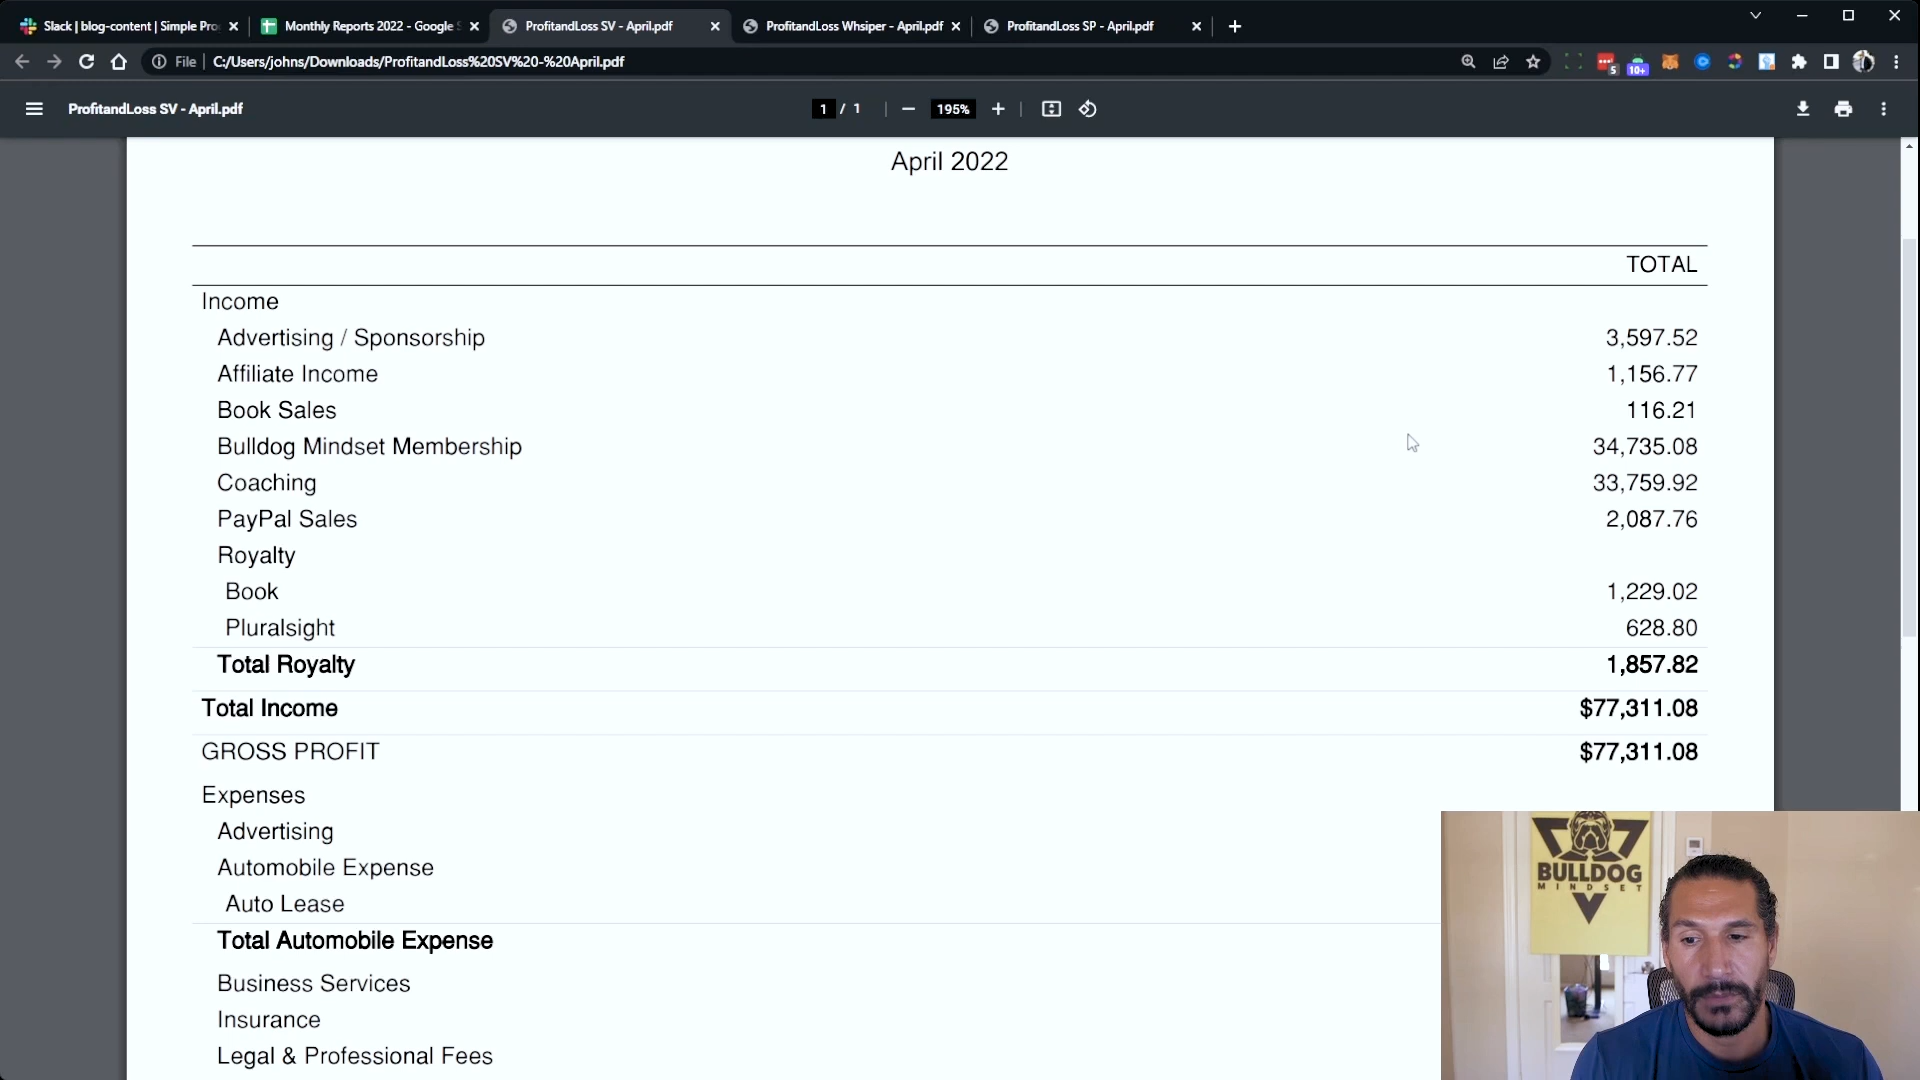 Slack | blog-content | Simple Pro
Monthly Reports 2022 - Google S
ProfitandLoss SV - April.pdf
ProfitandLoss Whsiper - April.pdf
ProfitandLoss SP - April.pdf
File
C:/Users/johns/Downloads/ProfitandLoss%20SV%20-%20April.pdf
5
10+
ProfitandLoss SV - April.pdf
1 / 1
195%
April 2022
TOTAL
Income
Advertising / Sponsorship 3,597.52
Affiliate Income 1,156.77
Book Sales 116.21
Bulldog Mindset Membership 34,735.08
Coaching 33,759.92
PayPal Sales 2,087.76
Royalty
Book 1,229.02
Pluralsight 628.80
Total Royalty 1,857.82
Total Income $77,311.08
GROSS PROFIT $77,311.08
Expenses
Advertising
Automobile Expense
Auto Lease
Total Automobile Expense
Business Services
Insurance
Legal & Professional Fees
BULLDOG
MINDSET